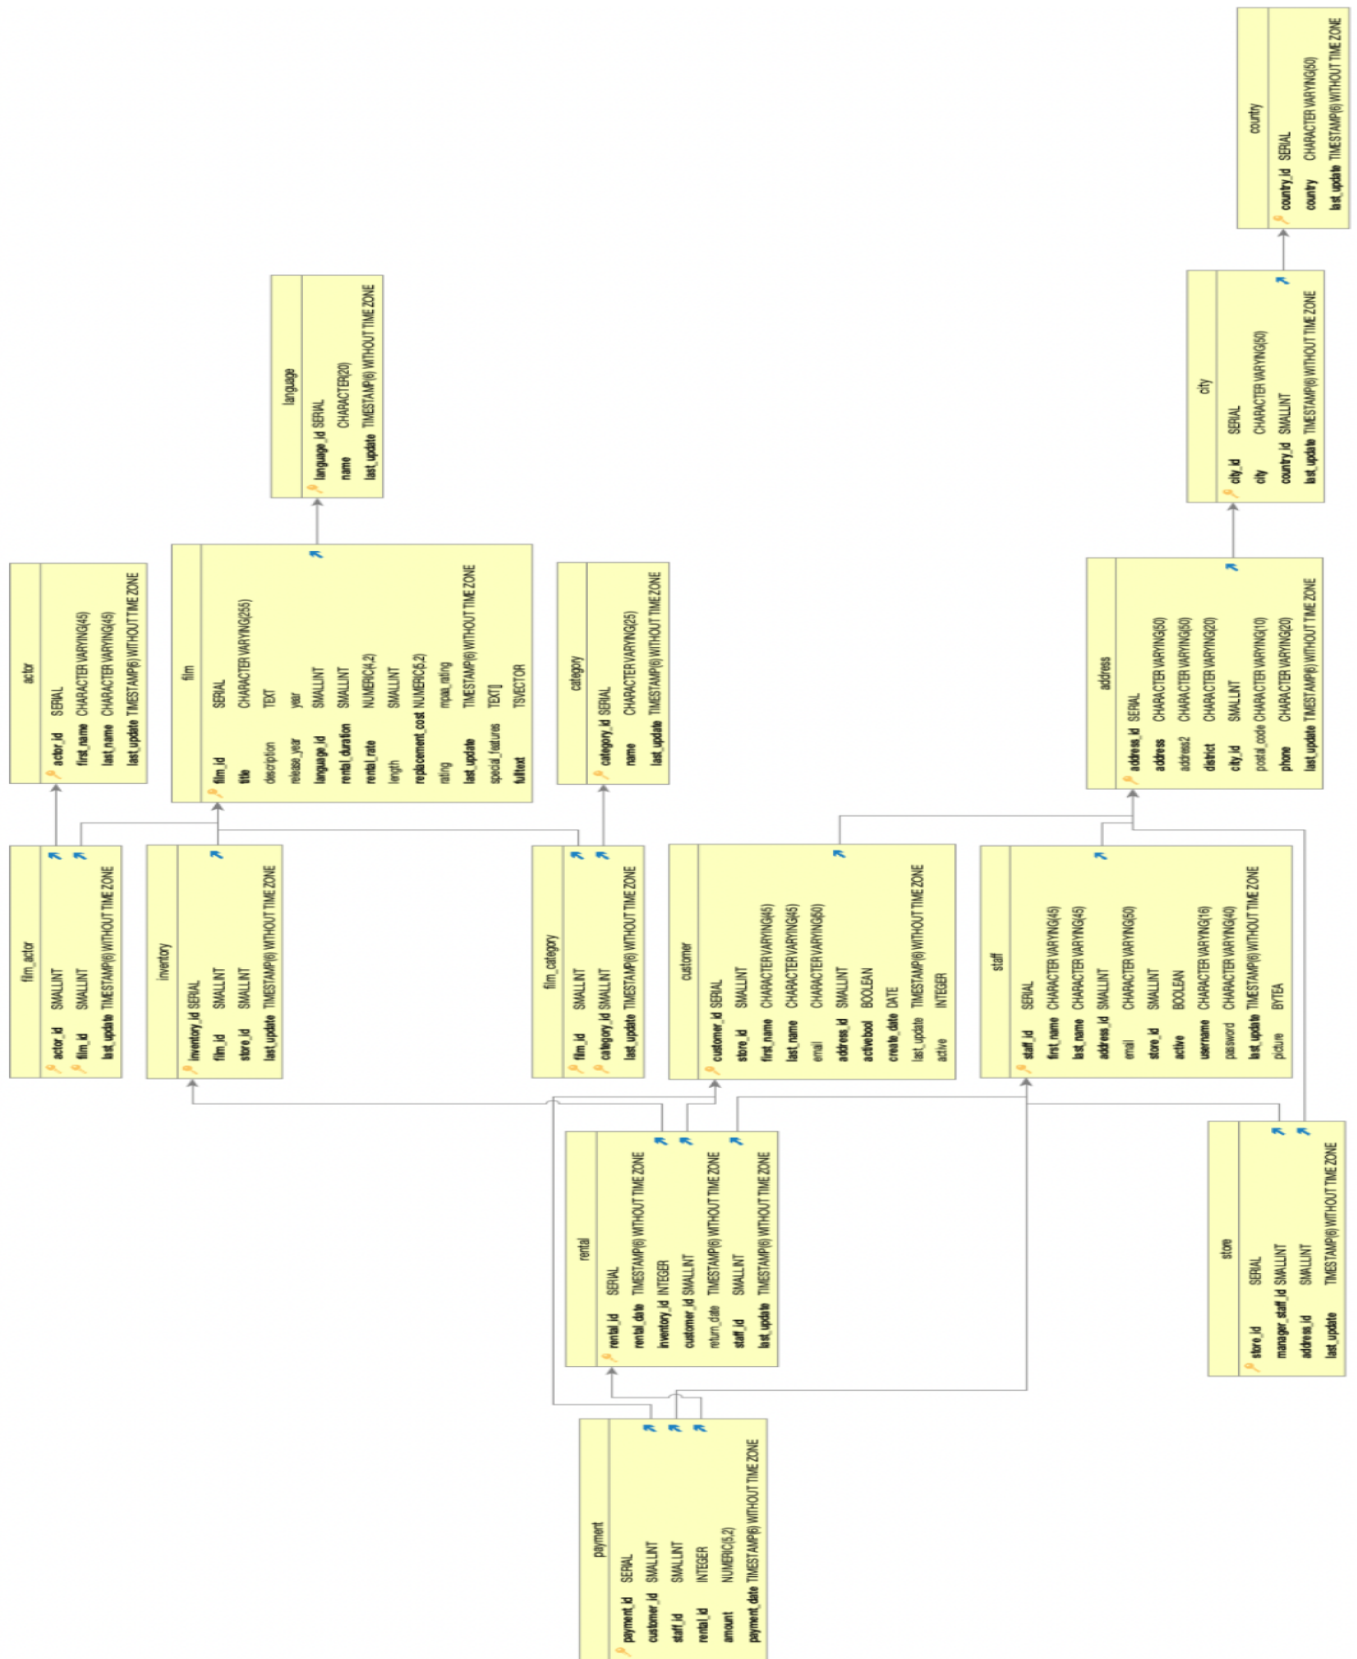 country
country_id SERIAL
country CHARACTER VARYING(50)
last_update TIMESTAMP(6) WITHOUT TIME ZONE
language
language_id SERIAL
name CHARACTER(20)
last_update TIMESTAMP(6) WITHOUT TIME ZONE
city
city_id SERIAL
city CHARACTER VARYING(50)
country_id SMALLINT
last_update TIMESTAMP(6) WITHOUT TIME ZONE
actor
actor_id SERIAL
first_name CHARACTER VARYING(45)
last_name CHARACTER VARYING(45)
last_update TIMESTAMP(6) WITHOUT TIME ZONE
film
film_id SERIAL
title CHARACTER VARYING(255)
description TEXT
release_year year
language_id SMALLINT
rental_duration SMALLINT
rental_rate NUMERIC(4,2)
length SMALLINT
replacement_cost NUMERIC(5,2)
rating mpaa_rating
last_update TIMESTAMP(6) WITHOUT TIME ZONE
special_features TEXT[]
fulltext TSVECTOR
category
category_id SERIAL
name CHARACTER VARYING(25)
last_update TIMESTAMP(6) WITHOUT TIME ZONE
address
address_id SERIAL
address CHARACTER VARYING(50)
address2 CHARACTER VARYING(50)
district CHARACTER VARYING(20)
city_id SMALLINT
postal_code CHARACTER VARYING(10)
phone CHARACTER VARYING(20)
last_update TIMESTAMP(6) WITHOUT TIME ZONE
film_actor
actor_id SMALLINT
film_id SMALLINT
last_update TIMESTAMP(6) WITHOUT TIME ZONE
inventory
inventory_id SERIAL
film_id SMALLINT
store_id SMALLINT
last_update TIMESTAMP(6) WITHOUT TIME ZONE
film_category
film_id SMALLINT
category_id SMALLINT
last_update TIMESTAMP(6) WITHOUT TIME ZONE
customer
customer_id SERIAL
store_id SMALLINT
first_name CHARACTER VARYING(45)
last_name CHARACTER VARYING(45)
email CHARACTER VARYING(50)
address_id SMALLINT
activebool BOOLEAN
create_date DATE
last_update TIMESTAMP(6) WITHOUT TIME ZONE
active INTEGER
staff
staff_id SERIAL
first_name CHARACTER VARYING(45)
last_name CHARACTER VARYING(45)
address_id SMALLINT
email CHARACTER VARYING(50)
store_id SMALLINT
active BOOLEAN
username CHARACTER VARYING(16)
password CHARACTER VARYING(40)
last_update TIMESTAMP(6) WITHOUT TIME ZONE
picture BYTEA
rental
rental_id SERIAL
rental_date TIMESTAMP(6) WITHOUT TIME ZONE
inventory_id INTEGER
customer_id SMALLINT
return_date TIMESTAMP(6) WITHOUT TIME ZONE
staff_id SMALLINT
last_update TIMESTAMP(6) WITHOUT TIME ZONE
store
store_id SERIAL
manager_staff_id SMALLINT
address_id SMALLINT
last_update TIMESTAMP(6) WITHOUT TIME ZONE
payment
payment_id SERIAL
customer_id SMALLINT
staff_id SMALLINT
rental_id INTEGER
amount NUMERIC(5,2)
payment_date TIMESTAMP(6) WITHOUT TIME ZONE